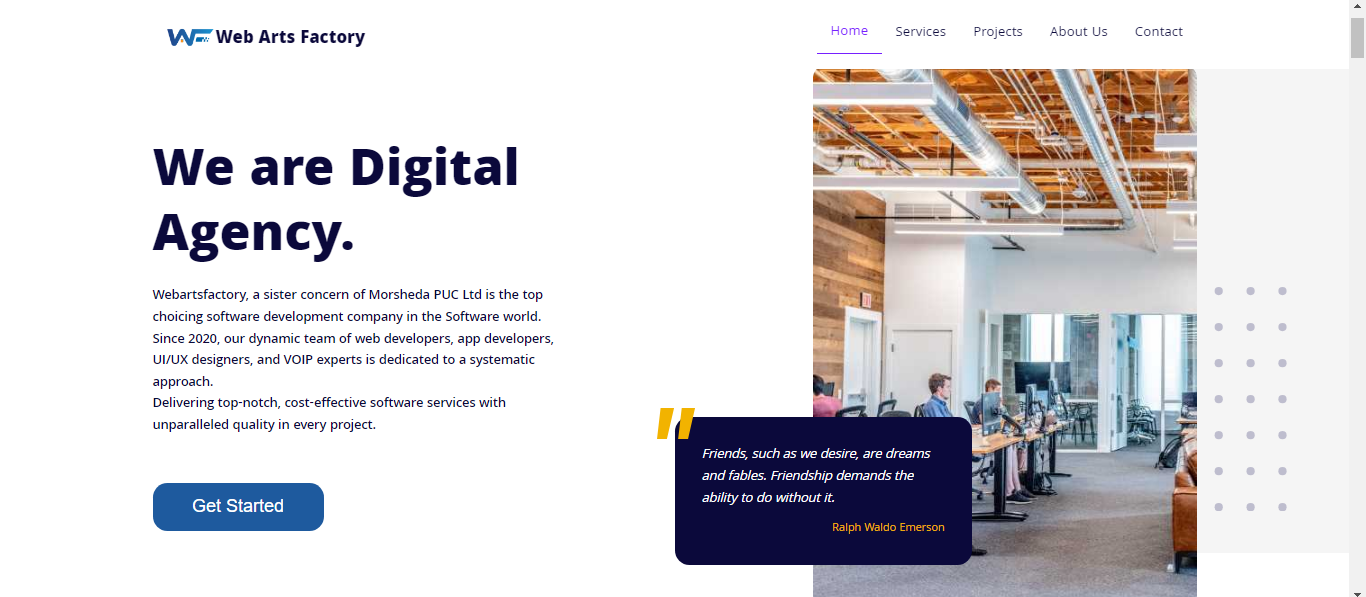 Web Arts Factory
Home Services Projects About Us Contact
We are Digital
Agency.
Webartsfactory, a sister concern of Morsheda PUC Ltd is the top
choicing software development company in the Software world.
Since 2020, our dynamic team of web developers, app developers,
UI/UX designers, and VOIP experts is dedicated to a systematic
approach.
Delivering top-notch, cost-effective software services with
unparalleled quality in every project.
Get Started
Friends, such as we desire, are dreams
and fables. Friendship demands the
ability to do without it.
Ralph Waldo Emerson